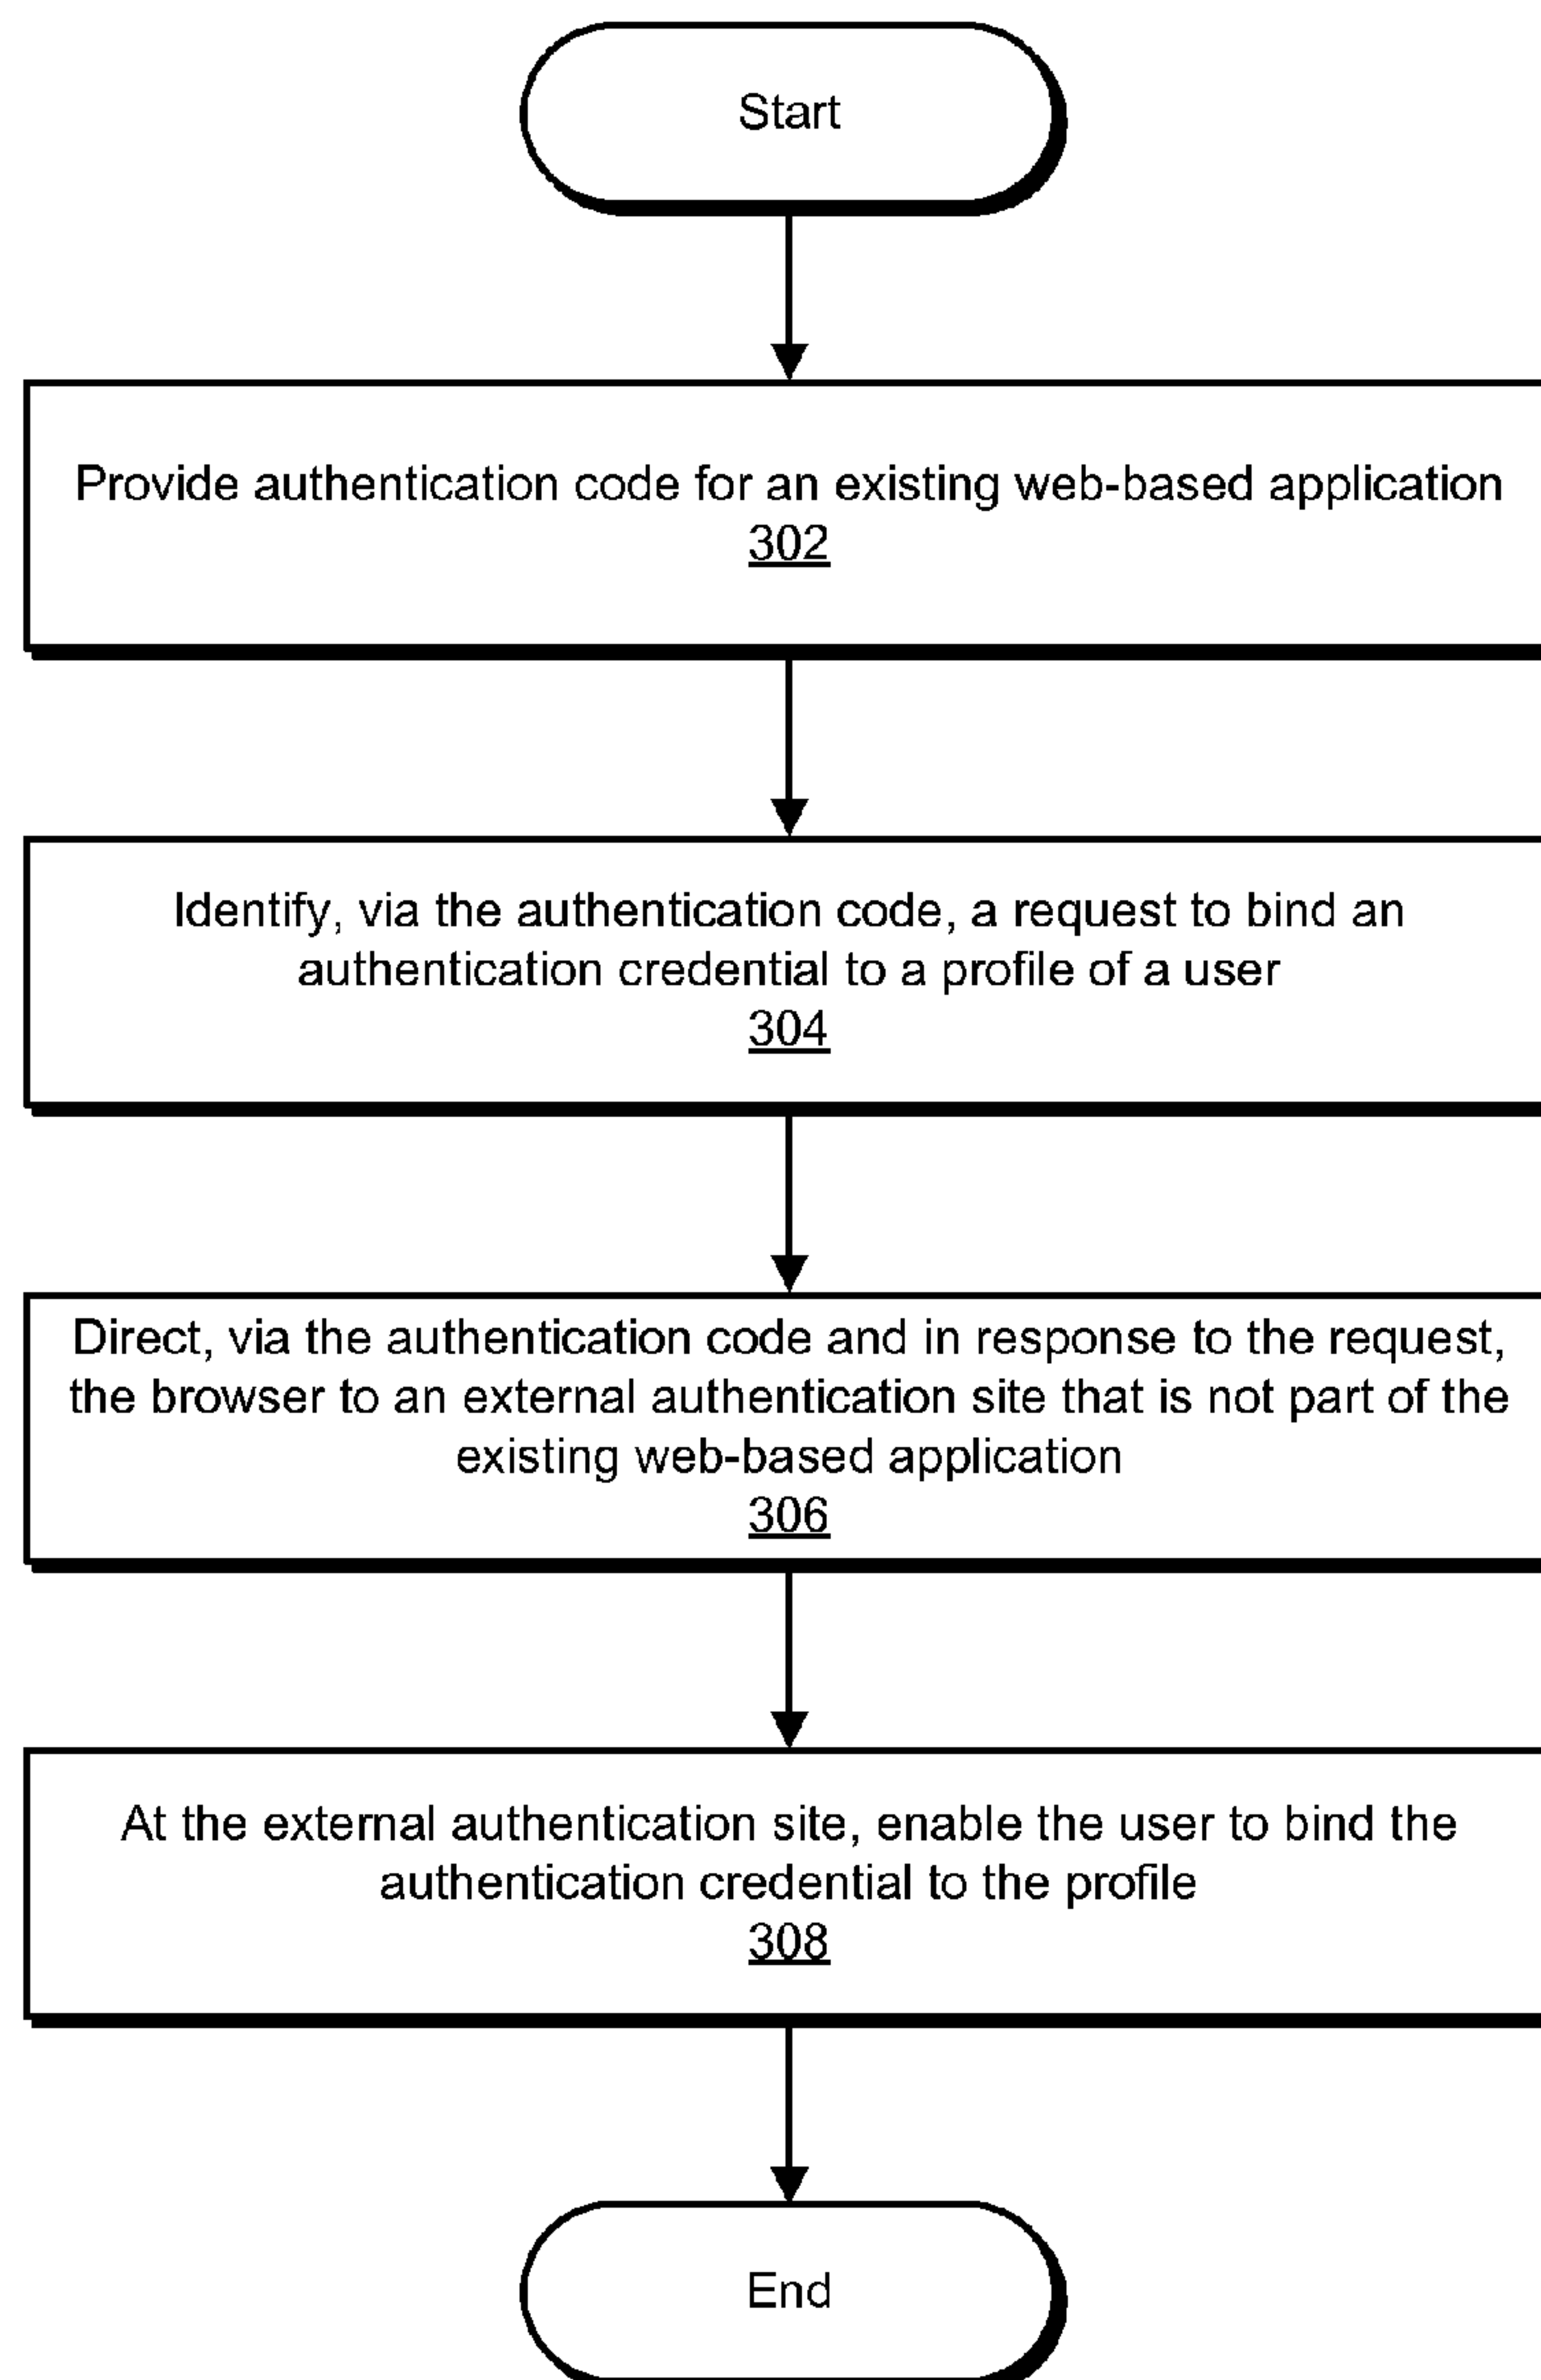 Start
Provide authentication code for an existing web-based application
302
Identify, via the authentication code, a request to bind an
authentication credential to a profile of a user
304
Direct, via the authentication code and in response to the request,
the browser to an external authentication site that is not part of the
existing web-based application
306
At the external authentication site, enable the user to bind the
authentication credential to the profile
308
End